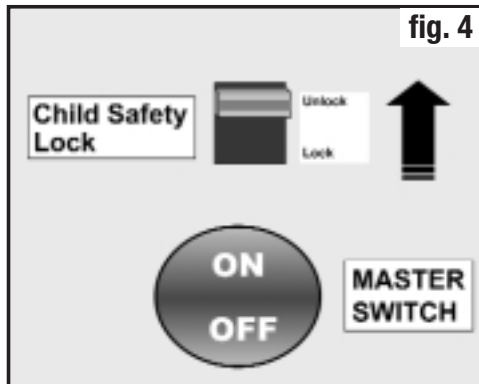 fig. 4
Child Safety
Lock
Unlock
Lock
ON
OFF
MASTER
SWITCH